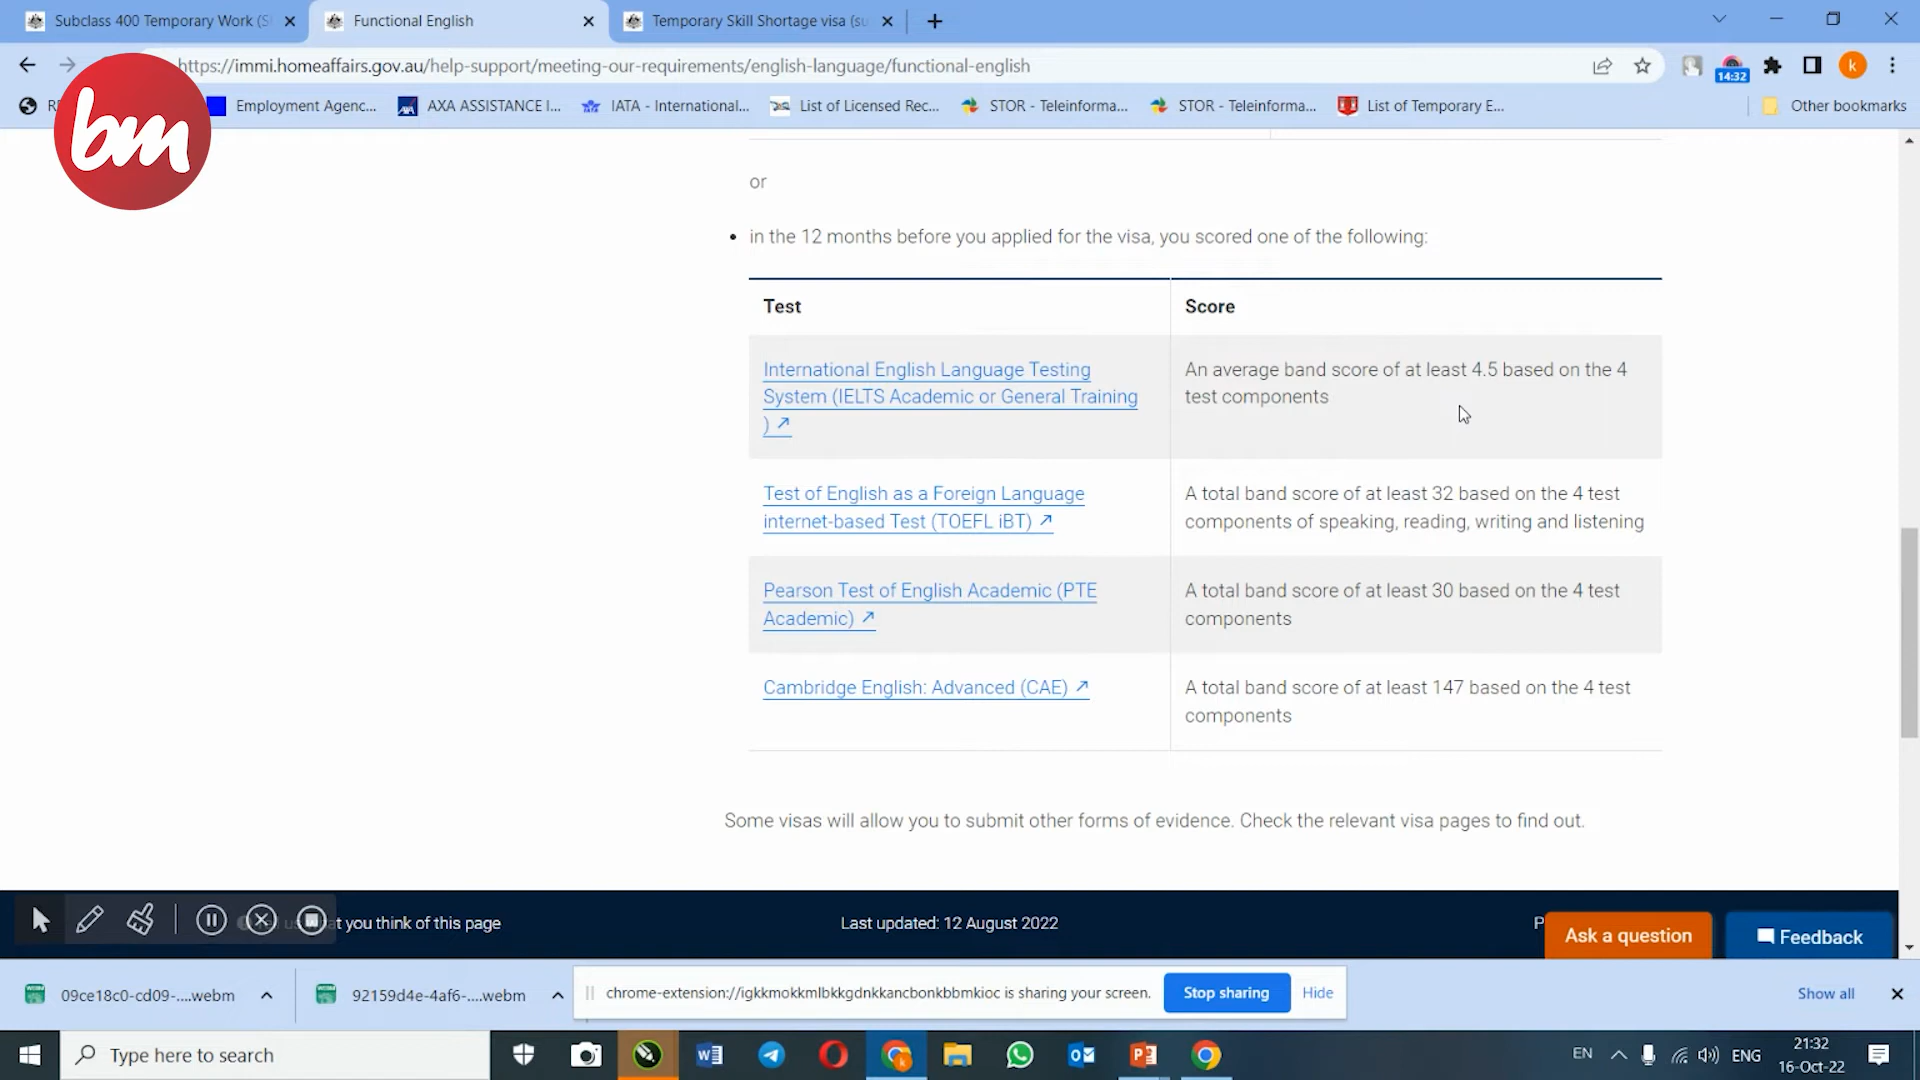 Subclass 400 Temporary Work (S
Functional English
Temporary Skill Shortage visa (su
https://immi.homeaffairs.gov.au/help-support/meeting-our-requirements/english-language/functional-english
14:32
k
Employment Agenc...
AXA ASSISTANCE I...
IATA - International...
List of Licensed Rec...
STOR - Teleinforma...
STOR - Teleinforma...
List of Temporary E...
Other bookmarks
bm
or
• in the 12 months before you applied for the visa, you scored one of the following:
Test
Score
International English Language Testing
System (IELTS Academic or General Training
)
An average band score of at least 4.5 based on the 4
test components
Test of English as a Foreign Language
internet-based Test (TOEFL iBT)
A total band score of at least 32 based on the 4 test
components of speaking, reading, writing and listening
Pearson Test of English Academic (PTE
Academic)
A total band score of at least 30 based on the 4 test
components
Cambridge English: Advanced (CAE)
A total band score of at least 147 based on the 4 test
components
Some visas will allow you to submit other forms of evidence. Check the relevant visa pages to find out.
what you think of this page
Last updated: 12 August 2022
Ask a question
Feedback
09ce18c0-cd09-....webm
92159d4e-4af6-....webm
chrome-extension://igkkmokkmlbkkgdnkkancbonkbbmkioc is sharing your screen.
Stop sharing
Hide
Show all
Type here to search
EN
ENG
21:32
16-Oct-22